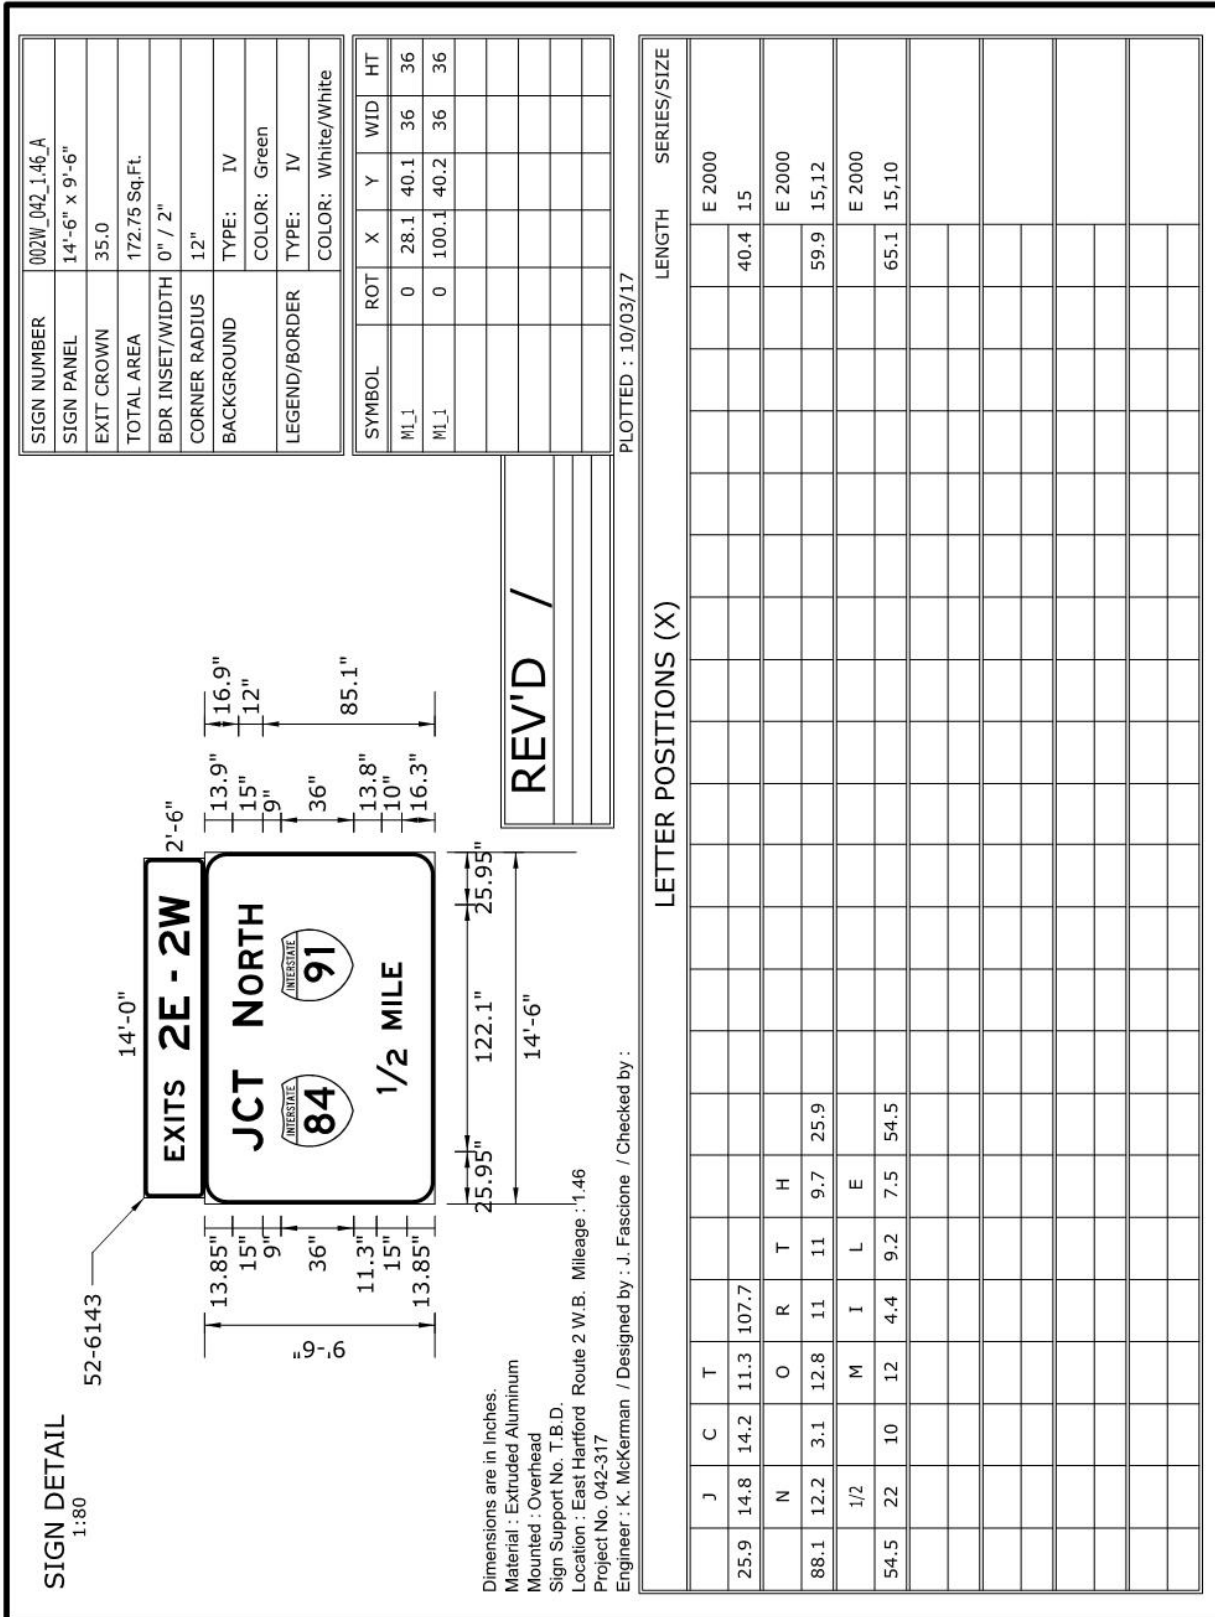 SIGN DETAIL
1:80
52-6143
14'-0"
2'-6"
EXITS 2E - 2W
JCT NORTH
INTERSTATE 84
INTERSTATE 91
1/2 MILE
9'-6"
13.85"
15"
9"
36"
11.3"
15"
13.85"
13.9"
15"
9"
36"
13.8"
10"
16.3"
16.9"
12"
85.1"
25.95" 122.1" 25.95"
14'-6"
Dimensions are in Inches.
Material : Extruded Aluminum
Mounted : Overhead
Sign Support No. T.B.D.
Location : East Hartford Route 2 W.B. Mileage : 1.46
Project No. 042-317
Engineer : K. McKerman / Designed by : J. Fascione / Checked by :
REV'D /
SIGN NUMBER 002W_042_1.46_A
SIGN PANEL 14'-6" x 9'-6"
EXIT CROWN 35.0
TOTAL AREA 172.75 Sq.Ft.
BDR INSET/WIDTH 0" / 2"
CORNER RADIUS 12"
BACKGROUND TYPE: IV
COLOR: Green
LEGEND/BORDER TYPE: IV
COLOR: White/White
SYMBOL ROT X Y WID HT
M1_1 0 28.1 40.1 36 36
M1_1 0 100.1 40.2 36 36
PLOTTED : 10/03/17
LETTER POSITIONS (X) LENGTH SERIES/SIZE
J C T E 2000
25.9 14.8 14.2 11.3 107.7 40.4 15
N O R T H E 2000
88.1 12.2 3.1 12.8 11 11 9.7 25.9 59.9 15,12
1/2 M I L E E 2000
54.5 22 10 12 4.4 9.2 7.5 54.5 65.1 15,10